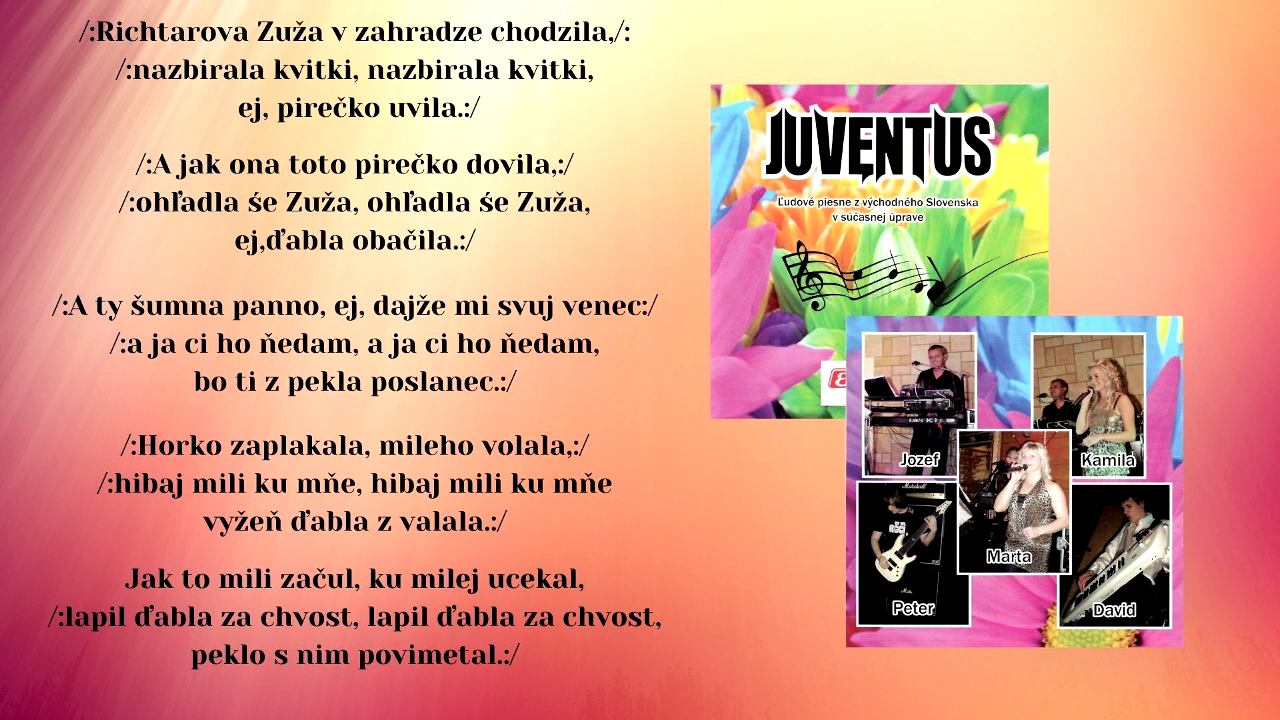 /:Richtarova Zuža v zahradze chodzila,/:
/:nazbirala kvitki, nazbirala kvitki,
ej, pirečko uvila.:/
/:A jak ona toto pirečko dovila,:/
/:ohľadla śe Zuža, ohľadla śe Zuža,
ej,ďabla obačila.:/
/:A ty šumna panno, ej, dajže mi svuj venec:/
/:a ja ci ho ňedam, a ja ci ho ňedam,
bo ti z pekla poslanec.:/
/:Horko zaplakala, mileho volala,:/
/:hibaj mili ku mňe, hibaj mili ku mňe
vyžeň ďabla z valala.:/
Jak to mili začul, ku milej ucekal,
/:lapil ďabla za chvost, lapil ďabla za chvost,
peklo s nim povimetal.:/
JUVENTUS
Ľudové piesne z východného Slovenska
v súčasnej úprave
Jozef
Kamila
Marta
Peter
David
Marshall